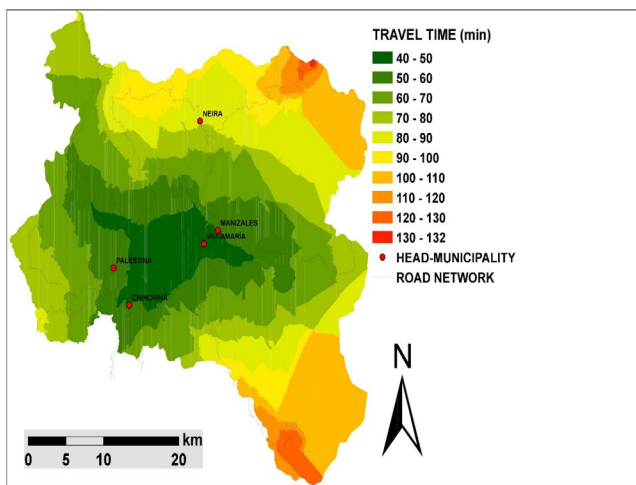 TRAVEL TIME (min)
40 - 50
50 - 60
60 - 70
70 - 80
80 - 90
90 - 100
100 - 110
110 - 120
120 - 130
130 - 132
HEAD-MUNICIPALITY
ROAD NETWORK
NEIRA
MANIZALES
VILLAMARÍA
PALESTINA
CHINCHINA
N
km
0 5 10 20